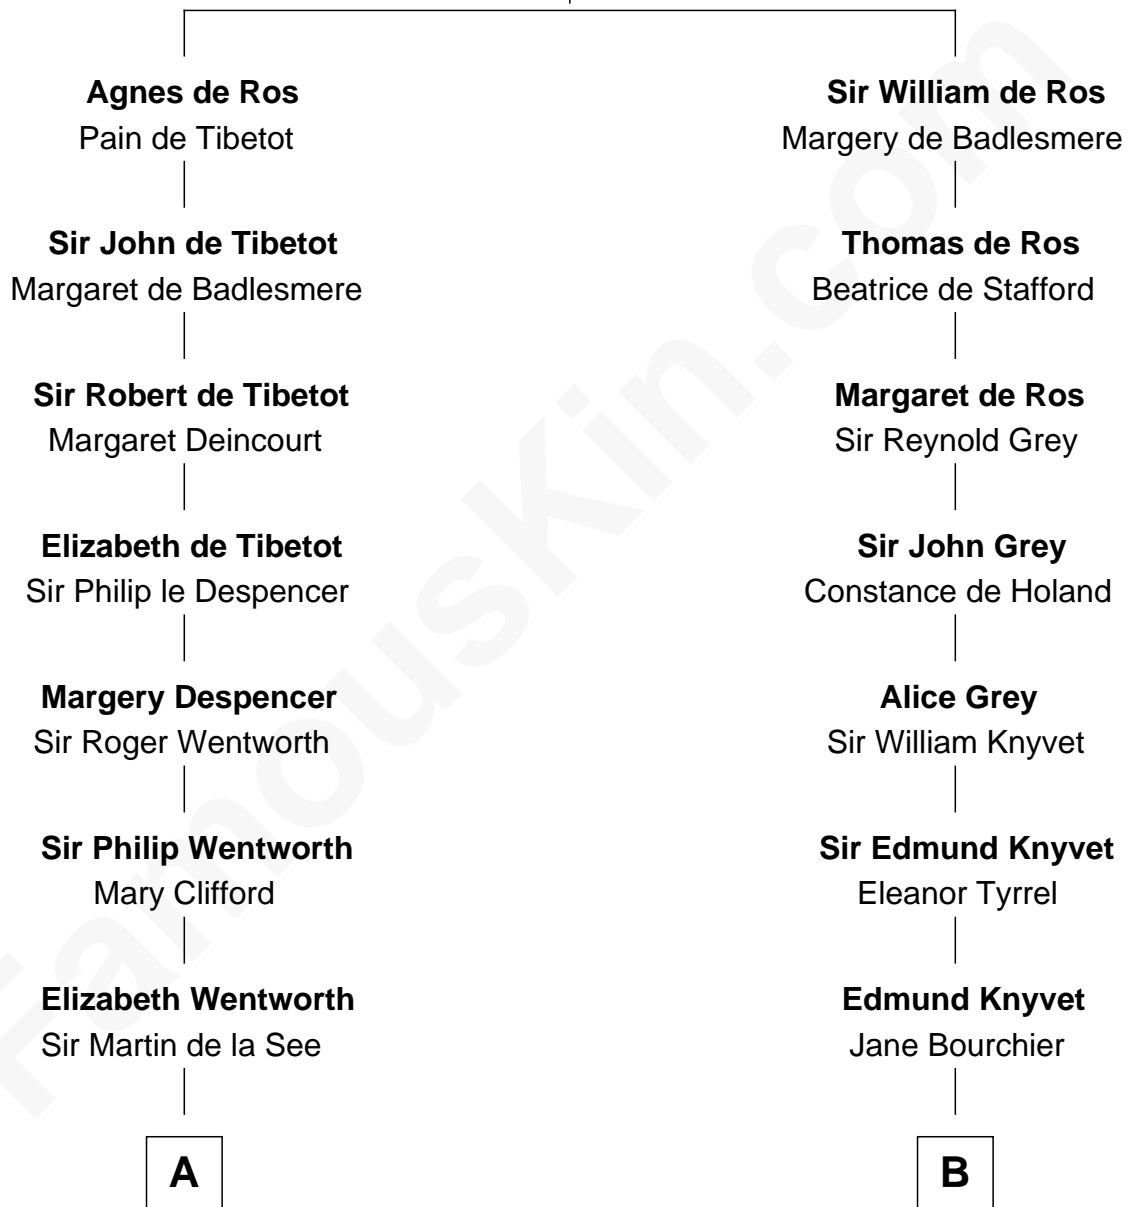 Agnes de Ros
Pain de Tibetot
Sir William de Ros
Margery de Badlesmere
Sir John de Tibetot
Margaret de Badlesmere
Thomas de Ros
Beatrice de Stafford
Sir Robert de Tibetot
Margaret Deincourt
Margaret de Ros
Sir Reynold Grey
Elizabeth de Tibetot
Sir Philip le Despencer
Sir John Grey
Constance de Holand
Margery Despencer
Sir Roger Wentworth
Alice Grey
Sir William Knyvet
Sir Philip Wentworth
Mary Clifford
Sir Edmund Knyvet
Eleanor Tyrrel
Elizabeth Wentworth
Sir Martin de la See
Edmund Knyvet
Jane Bourchier
A
B
FamousKin.com